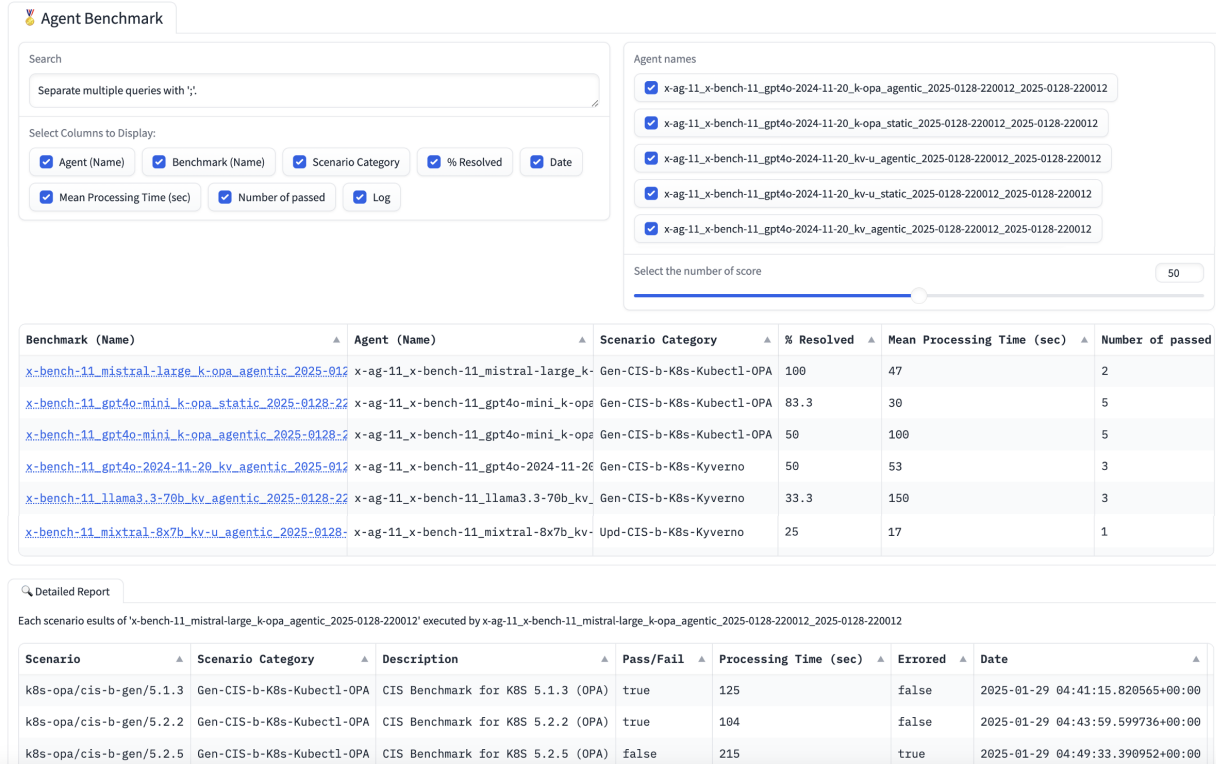 🏅 Agent Benchmark
Search
Separate multiple queries with ';'.
Select Columns to Display:
Agent (Name) Benchmark (Name) Scenario Category % Resolved Date
Mean Processing Time (sec) Number of passed Log
Agent names
x-ag-11_x-bench-11_gpt4o-2024-11-20_k-opa_agentic_2025-0128-220012_2025-0128-220012
x-ag-11_x-bench-11_gpt4o-2024-11-20_k-opa_static_2025-0128-220012_2025-0128-220012
x-ag-11_x-bench-11_gpt4o-2024-11-20_kv-u_agentic_2025-0128-220012_2025-0128-220012
x-ag-11_x-bench-11_gpt4o-2024-11-20_kv-u_static_2025-0128-220012_2025-0128-220012
x-ag-11_x-bench-11_gpt4o-2024-11-20_kv_agentic_2025-0128-220012_2025-0128-220012
Select the number of score 50
Benchmark (Name) Agent (Name) Scenario Category % Resolved Mean Processing Time (sec) Number of passed
x-bench-11_mistral-large_k-opa_agentic_2025-012 x-ag-11_x-bench-11_mistral-large_k- Gen-CIS-b-K8s-Kubectl-OPA 100 47 2
x-bench-11_gpt4o-mini_k-opa_static_2025-0128-22 x-ag-11_x-bench-11_gpt4o-mini_k-opa Gen-CIS-b-K8s-Kubectl-OPA 83.3 30 5
x-bench-11_gpt4o-mini_k-opa_agentic_2025-0128-2 x-ag-11_x-bench-11_gpt4o-mini_k-opa Gen-CIS-b-K8s-Kubectl-OPA 50 100 5
x-bench-11_gpt4o-2024-11-20_kv_agentic_2025-012 x-ag-11_x-bench-11_gpt4o-2024-11-20 Gen-CIS-b-K8s-Kyverno 50 53 3
x-bench-11_llama3.3-70b_kv_agentic_2025-0128-22 x-ag-11_x-bench-11_llama3.3-70b_kv_ Gen-CIS-b-K8s-Kyverno 33.3 150 3
x-bench-11_mixtral-8x7b_kv-u_agentic_2025-0128- x-ag-11_x-bench-11_mixtral-8x7b_kv- Upd-CIS-b-K8s-Kyverno 25 17 1
🔍 Detailed Report
Each scenario esults of 'x-bench-11_mistral-large_k-opa_agentic_2025-0128-220012' executed by x-ag-11_x-bench-11_mistral-large_k-opa_agentic_2025-0128-220012_2025-0128-220012
Scenario Scenario Category Description Pass/Fail Processing Time (sec) Errored Date
k8s-opa/cis-b-gen/5.1.3 Gen-CIS-b-K8s-Kubectl-OPA CIS Benchmark for K8S 5.1.3 (OPA) true 125 false 2025-01-29 04:41:15.820565+00:00
k8s-opa/cis-b-gen/5.2.2 Gen-CIS-b-K8s-Kubectl-OPA CIS Benchmark for K8S 5.2.2 (OPA) true 104 false 2025-01-29 04:43:59.599736+00:00
k8s-opa/cis-b-gen/5.2.5 Gen-CIS-b-K8s-Kubectl-OPA CIS Benchmark for K8S 5.2.5 (OPA) false 215 true 2025-01-29 04:49:33.390952+00:00